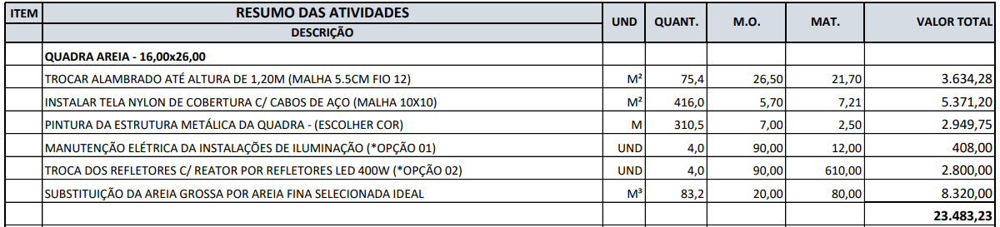 ITEM RESUMO DAS ATIVIDADES UND QUANT. M.O. MAT. VALOR TOTAL
DESCRIÇÃO
QUADRA AREIA - 16,00x26,00
TROCAR ALAMBRADO ATÉ ALTURA DE 1,20M (MALHA 5.5CM FIO 12) M² 75,4 26,50 21,70 3.634,28
INSTALAR TELA NYLON DE COBERTURA C/ CABOS DE AÇO (MALHA 10X10) M² 416,0 5,70 7,21 5.371,20
PINTURA DA ESTRUTURA METÁLICA DA QUADRA - (ESCOLHER COR) M 310,5 7,00 2,50 2.949,75
MANUTENÇÃO ELÉTRICA DA INSTALAÇÕES DE ILUMINAÇÃO (*OPÇÃO 01) UND 4,0 90,00 12,00 408,00
TROCA DOS REFLETORES C/ REATOR POR REFLETORES LED 400W (*OPÇÃO 02) UND 4,0 90,00 610,00 2.800,00
SUBSTITUIÇÃO DA AREIA GROSSA POR AREIA FINA SELECIONADA IDEAL M³ 83,2 20,00 80,00 8.320,00
23.483,23